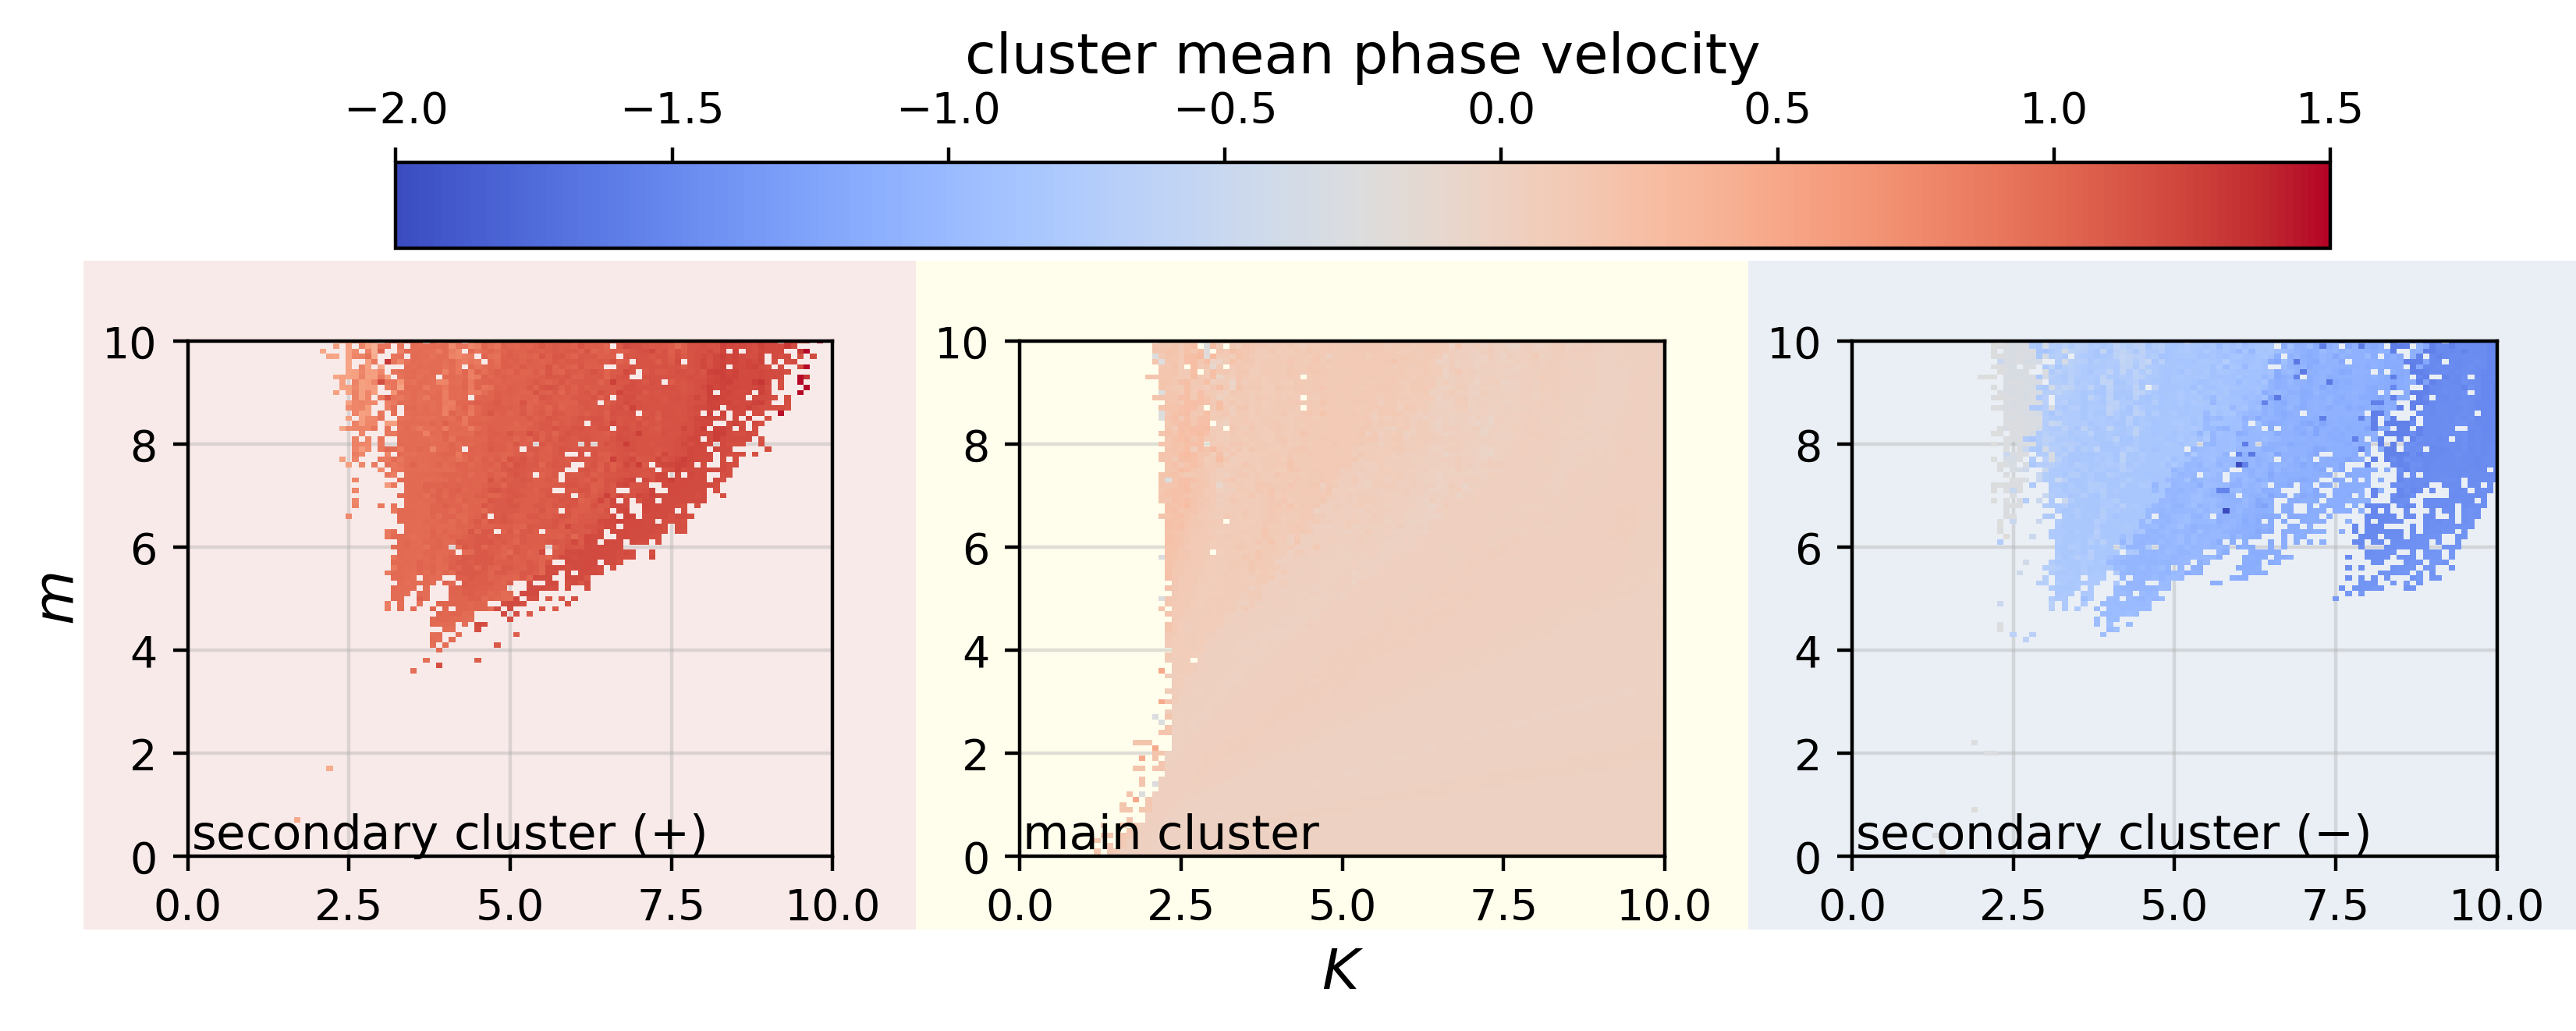 cluster mean phase velocity
−2.0 −1.5 −1.0 −0.5 0.0 0.5 1.0 1.5
10 10 10
8 8 8
6 6 6
m
4 4 4
2 2 2
secondary cluster (+) main cluster secondary cluster (−)
0 0 0
0.0 2.5 5.0 7.5 10.0 0.0 2.5 5.0 7.5 10.0 0.0 2.5 5.0 7.5 10.0
K